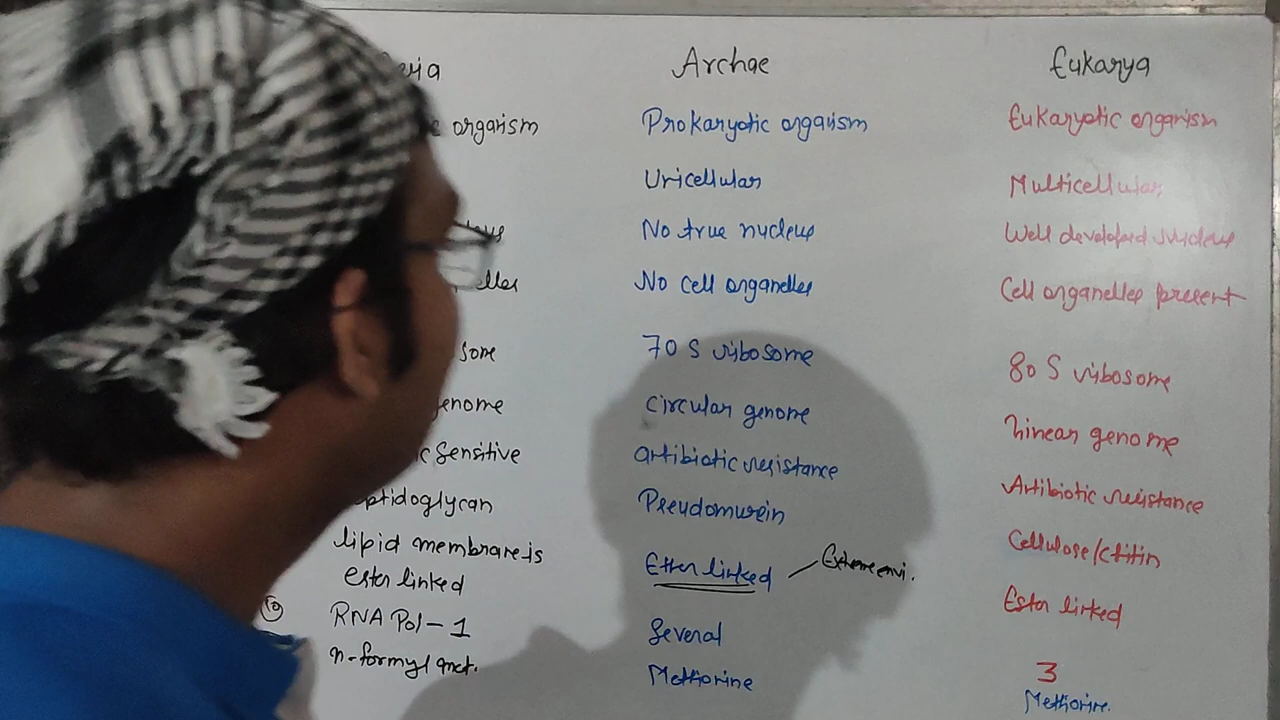 Archae
Eukarya
organism
Prokaryotic organism
Eukaryotic organism
Unicellular
Multicellular
No true nucleus
Well developed nucleus
No cell organelles
Cell organelles present
70 S ribosome
80 S ribosome
enome
Circular genome
Linear genome
c Sensitive
antibiotic resistance
Antibiotic resistance
ptidoglycan
Pseudomurein
Cellulose/chitin
lipid membrane is
ester linked
Ether linked
Extreme envi.
Ester linked
10
RNA Pol - 1
Several
3
n-formyl met.
Methionine
Methionine.